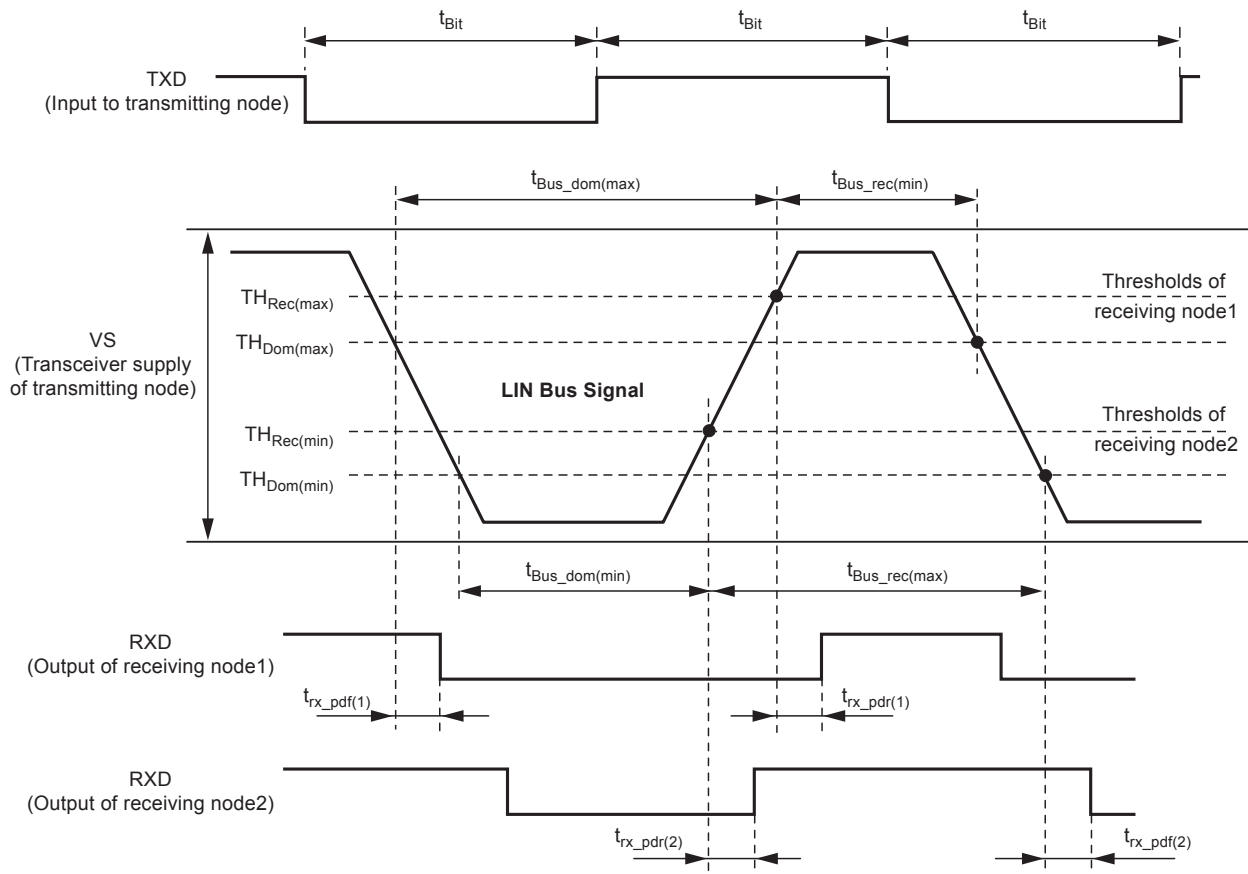 tBit tBit tBit
TXD
(Input to transmitting node)
tBus_dom(max) tBus_rec(min)
THRec(max)
Thresholds of
receiving node1
VS
(Transceiver supply
of transmitting node)
THDom(max)
LIN Bus Signal
THRec(min)
Thresholds of
receiving node2
THDom(min)
tBus_dom(min) tBus_rec(max)
RXD
(Output of receiving node1)
trx_pdf(1) trx_pdr(1)
RXD
(Output of receiving node2)
trx_pdr(2) trx_pdf(2)